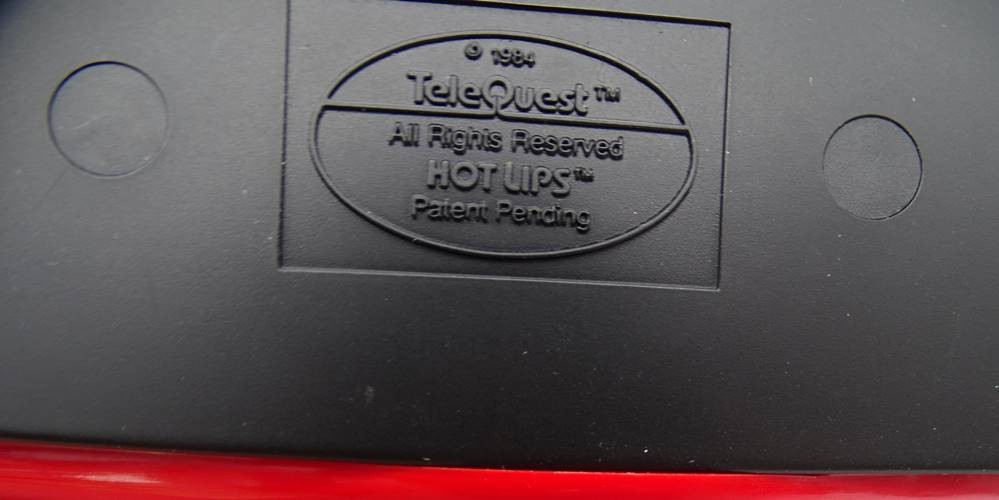 © 1984
TeleQuest™
All Rights Reserved
HOT LIPS™
Patent Pending